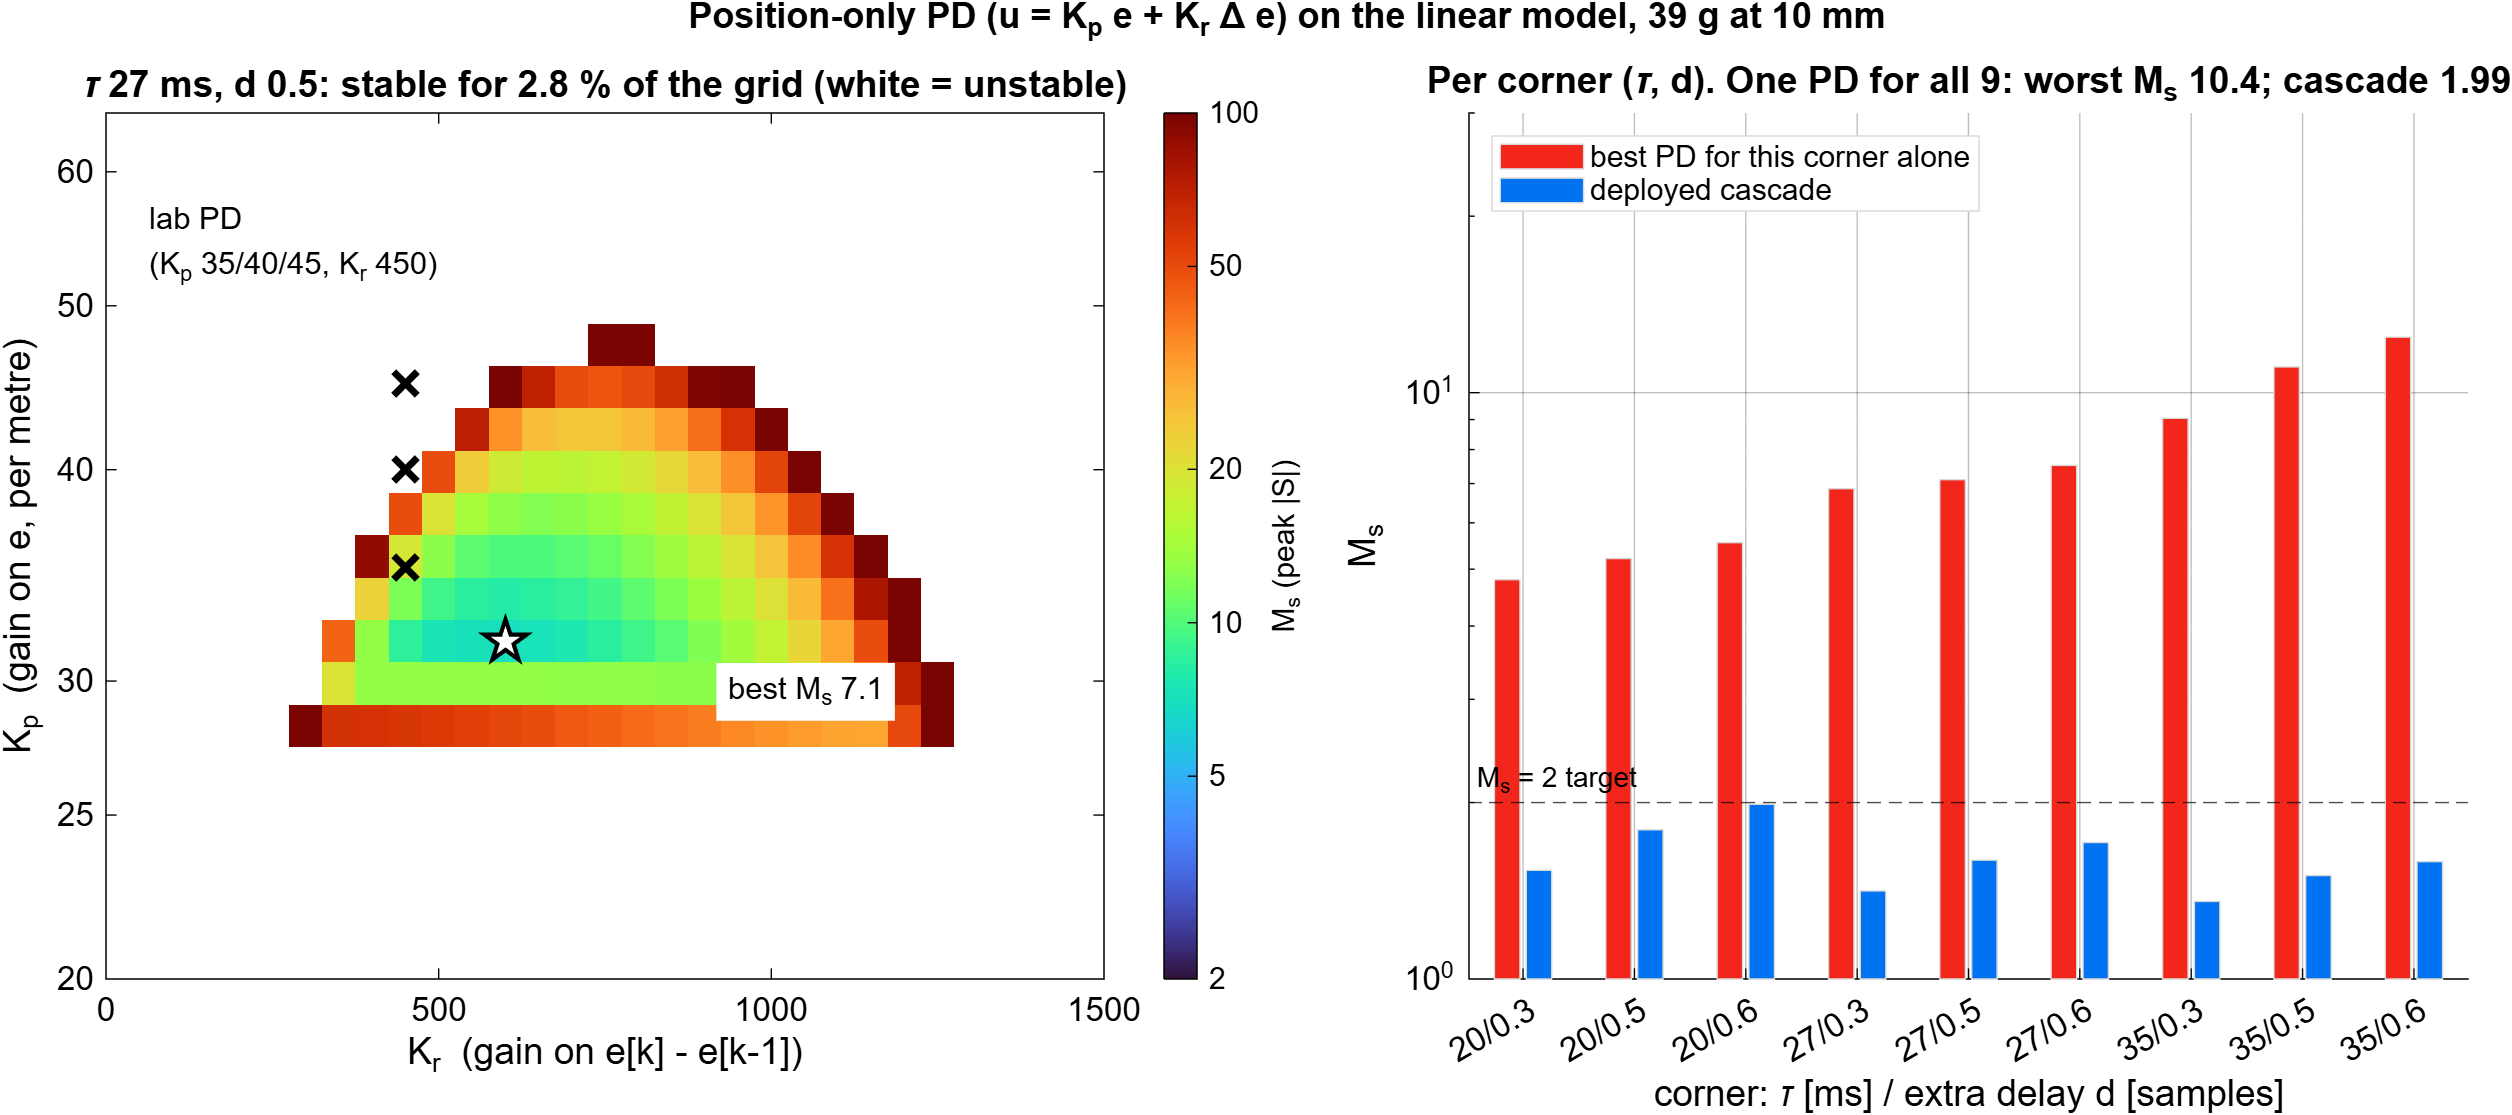 Position-only PD (u = Kp e + Kr Δ e) on the linear model, 39 g at 10 mm
τ 27 ms, d 0.5: stable for 2.8 % of the grid (white = unstable)
lab PD
(Kp 35/40/45, Kr 450)
best Ms 7.1
60
50
40
30
25
20
Kp (gain on e, per metre)
0
500
1000
1500
Kr (gain on e[k] - e[k-1])
100
50
20
10
5
2
Ms (peak |S|)
Per corner (τ, d). One PD for all 9: worst Ms 10.4; cascade 1.99
best PD for this corner alone
deployed cascade
Ms = 2 target
10^1
10^0
Ms
20/0.3
20/0.5
20/0.6
27/0.3
27/0.5
27/0.6
35/0.3
35/0.5
35/0.6
corner: τ [ms] / extra delay d [samples]